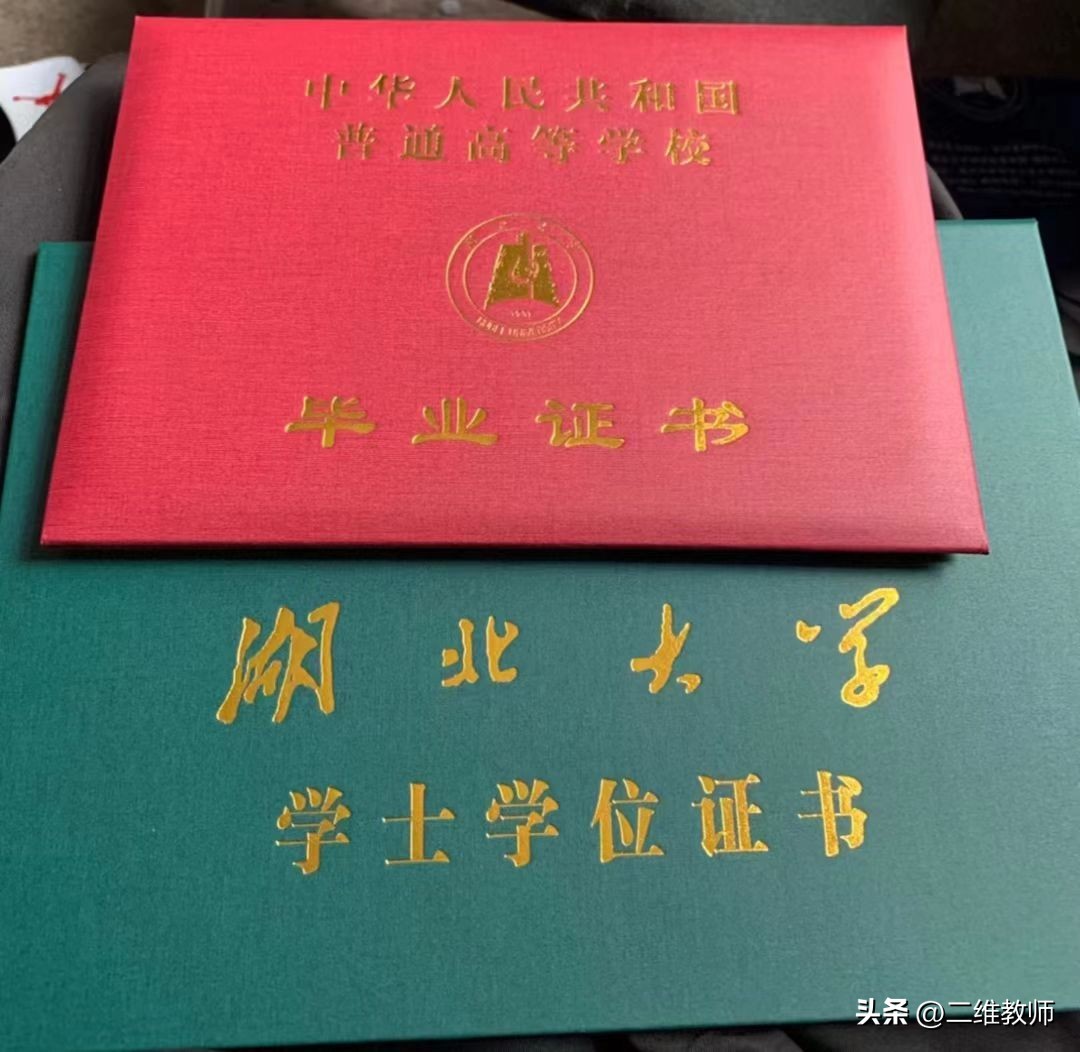 中华人民共和国
普通高等学校
毕业证书
湖北大学
学士学位证书
头条 @二维教师